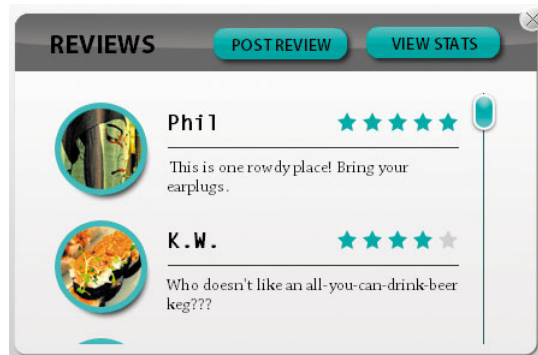 REVIEWS
POST REVIEW
VIEW STATS
Phil
This is one rowdy place! Bring your
earplugs.
K.W.
Who doesn't like an all-you-can-drink-beer
keg???